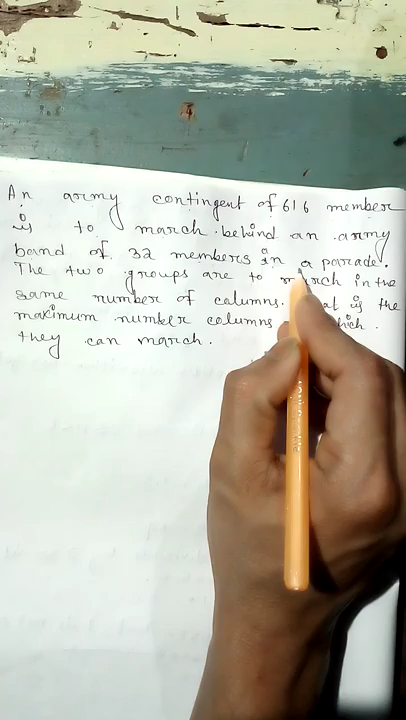 An army contingent of 616 member
is to march behind an army
band of 32 members in a parade.
The two groups are to march in the
same number of columns. is the
maximum number columns
they can march.